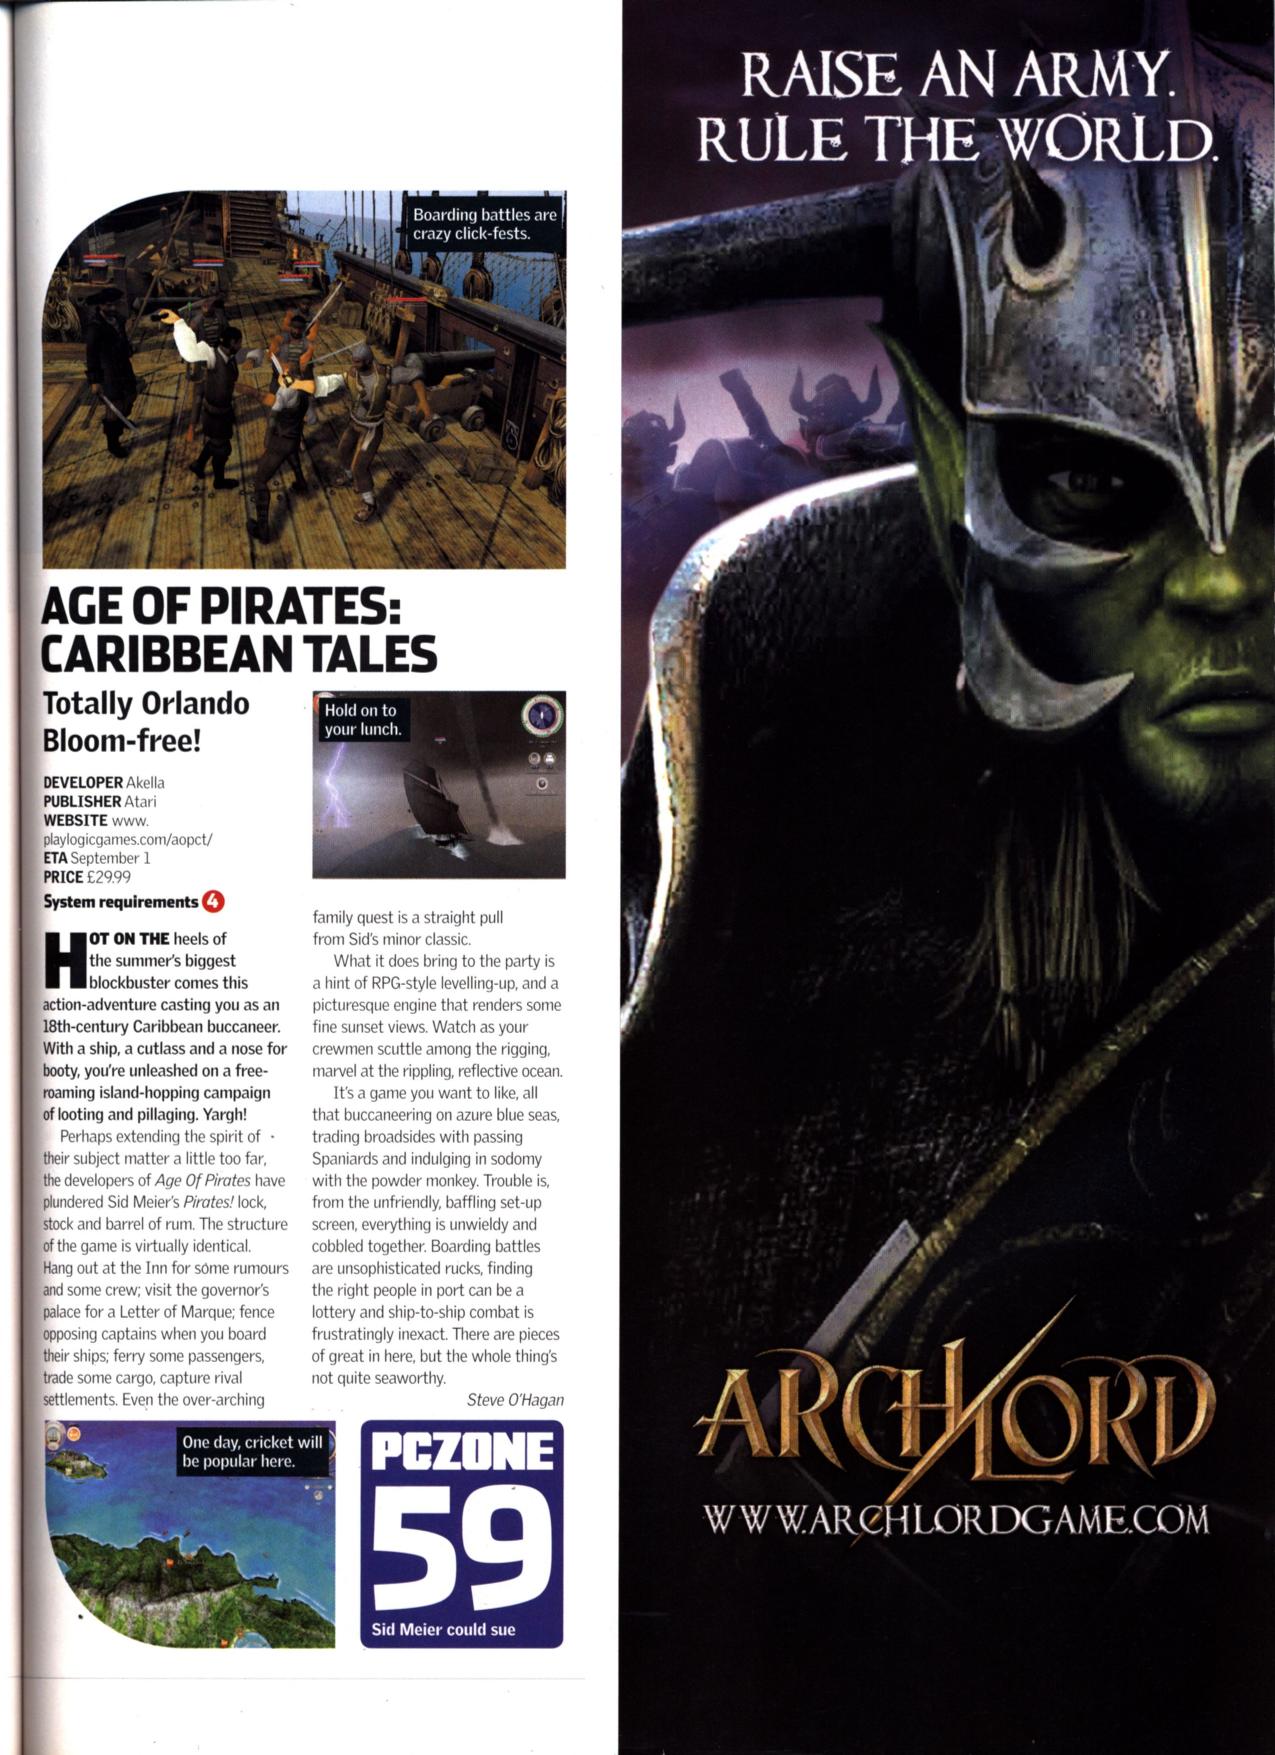 Boarding battles are
crazy click-fests.
AGE OF PIRATES:
CARIBBEAN TALES
Totally Orlando
Bloom-free!
DEVELOPER Akella
PUBLISHER Atari
WEBSITE www.
playlogicgames.com/aopct/
ETA September 1
PRICE £29.99
System requirements 4
HOT ON THE heels of
the summer's biggest
blockbuster comes this
action-adventure casting you as an
18th-century Caribbean buccaneer.
With a ship, a cutlass and a nose for
booty, you're unleashed on a free-
roaming island-hopping campaign
of looting and pillaging. Yargh!
Perhaps extending the spirit of
their subject matter a little too far,
the developers of Age Of Pirates have
plundered Sid Meier's Pirates! lock,
stock and barrel of rum. The structure
of the game is virtually identical.
Hang out at the Inn for some rumours
and some crew; visit the governor's
palace for a Letter of Marque; fence
opposing captains when you board
their ships; ferry some passengers,
trade some cargo, capture rival
settlements. Even the over-arching
Hold on to
your lunch.
family quest is a straight pull
from Sid's minor classic.
What it does bring to the party is
a hint of RPG-style levelling-up, and a
picturesque engine that renders some
fine sunset views. Watch as your
crewmen scuttle among the rigging,
marvel at the rippling, reflective ocean.
It's a game you want to like, all
that buccaneering on azure blue seas,
trading broadsides with passing
Spaniards and indulging in sodomy
with the powder monkey. Trouble is,
from the unfriendly, baffling set-up
screen, everything is unwieldy and
cobbled together. Boarding battles
are unsophisticated rucks, finding
the right people in port can be a
lottery and ship-to-ship combat is
frustratingly inexact. There are pieces
of great in here, but the whole thing's
not quite seaworthy.
Steve O'Hagan
One day, cricket will
be popular here.
PCZONE
59
Sid Meier could sue
RAISE AN ARMY.
RULE THE WORLD.
ARCHLORD
WWW.ARCHLORDGAME.COM